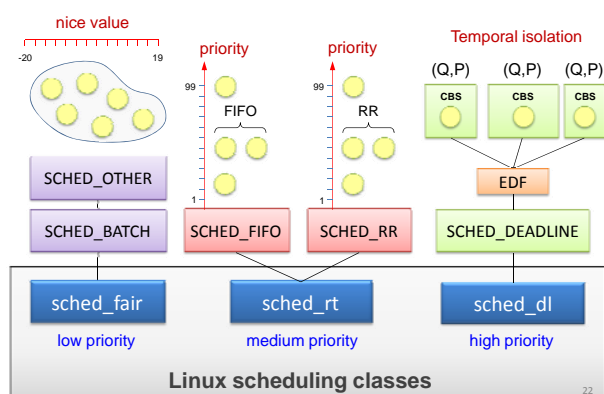 nice value
-20
19
priority
99
FIFO
1
priority
99
RR
1
Temporal isolation
(Q,P)
(Q,P)
(Q,P)
CBS
CBS
CBS
EDF
SCHED_OTHER
SCHED_BATCH
SCHED_FIFO
SCHED_RR
SCHED_DEADLINE
sched_fair
sched_rt
sched_dl
low priority
medium priority
high priority
Linux scheduling classes
22